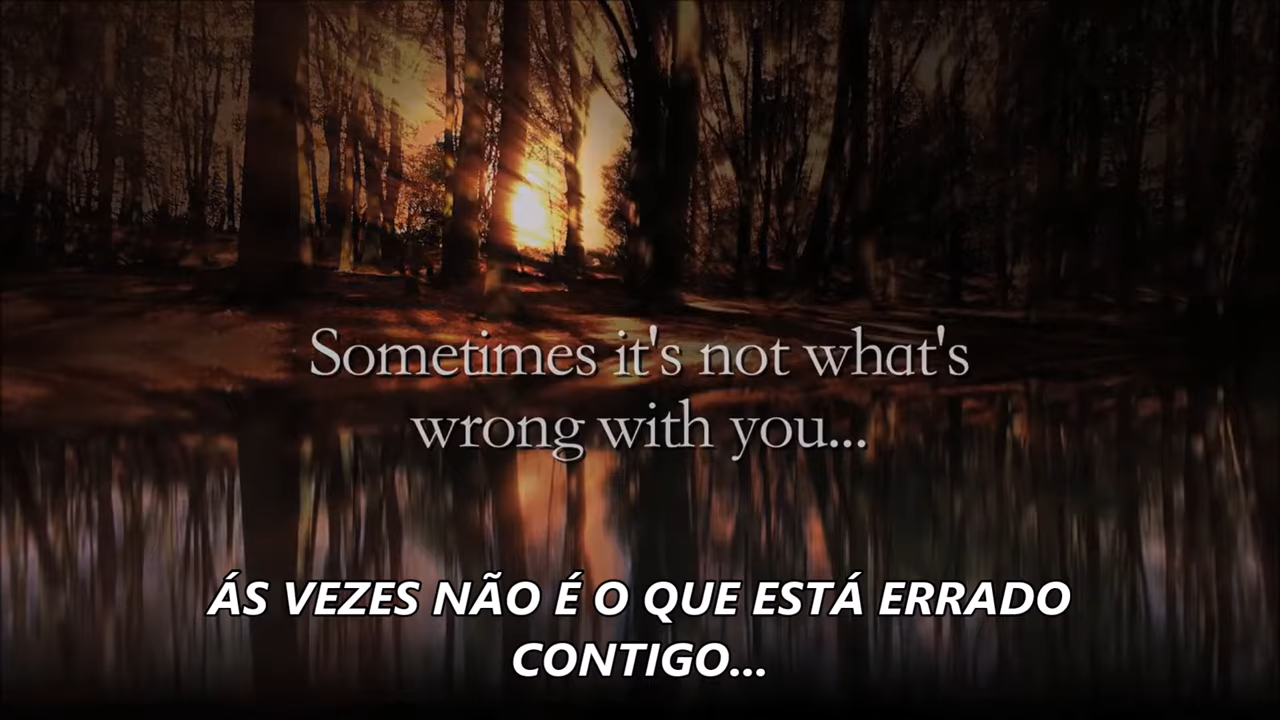 Sometimes it's not what's
wrong with you...
ÁS VEZES NÃO É O QUE ESTÁ ERRADO
CONTIGO...